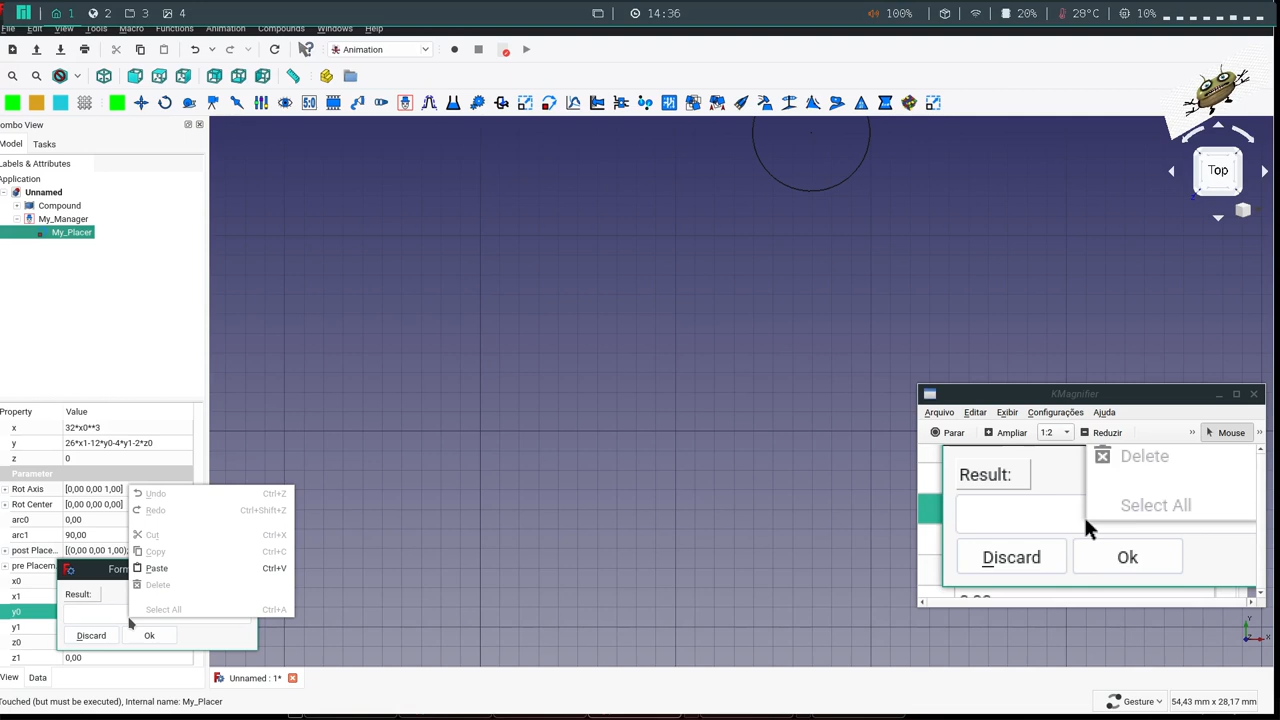 1 2 3 4 14:36 100% 20% 28°C 10%
File Edit View Tools Macro Functions Animation Compounds Windows Help
Animation
5:0
ombo View
Model Tasks
Labels & Attributes
Application
Unnamed
Compound
My_Manager
My_Placer
Top
Z
Property Value
x 32*x0**3
y 26*x1-12*y0-4*y1-2*z0
z 0
Parameter
Rot Axis [0,00 0,00 1,00]
Rot Center [0,00 0,00 0,00]
arc0 0,00
arc1 90,00
post Place... [(0,00 0,00 1,00);
pre Placem
x0
x1
y0
y1
z0
z1 0,00
Form
Result:
Discard Ok
Undo Ctrl+Z
Redo Ctrl+Shift+Z
Cut Ctrl+X
Copy Ctrl+C
Paste Ctrl+V
Delete
Select All Ctrl+A
KMagnifier
Arquivo Editar Exibir Configurações Ajuda
Parar Ampliar 1:2 Reduzir » Mouse »
Delete
Result:
Select All
Discard Ok
Y
X
View Data
Unnamed : 1*
Touched (but must be executed), Internal name: My_Placer
Gesture 54,43 mm x 28,17 mm